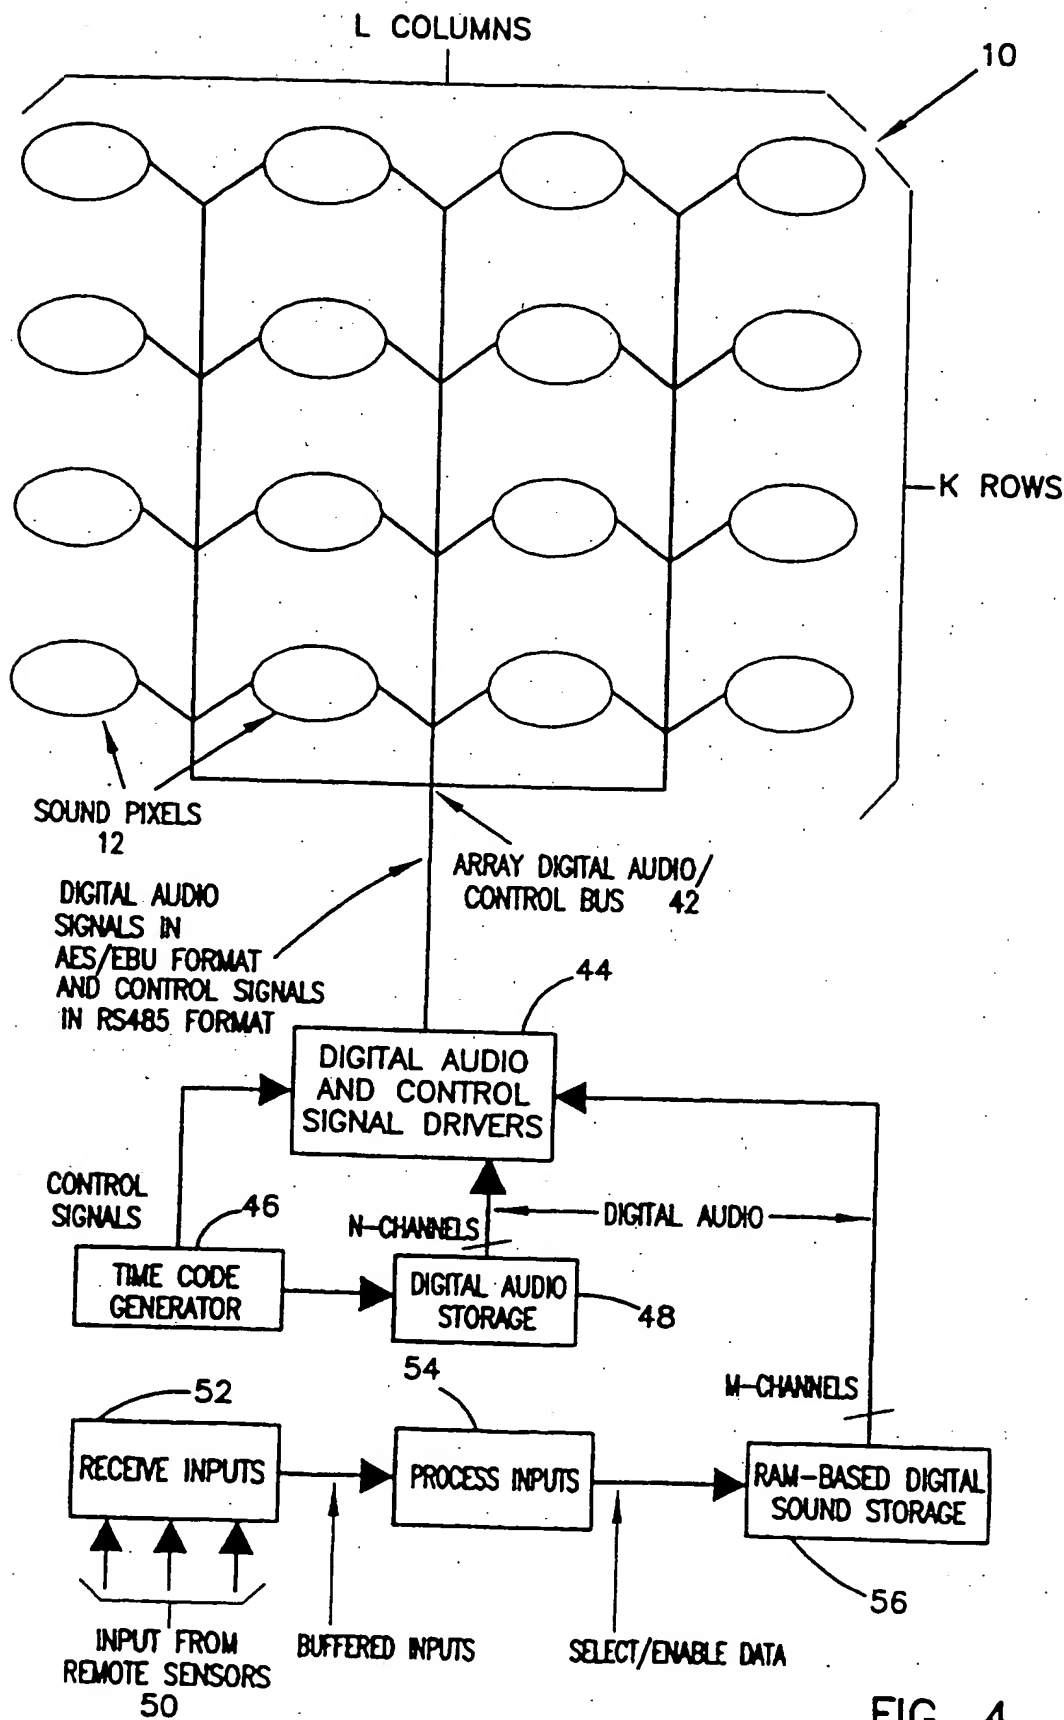 L COLUMNS
10
K ROWS
SOUND PIXELS
12
ARRAY DIGITAL AUDIO/
CONTROL BUS 42
DIGITAL AUDIO
SIGNALS IN
AES/EBU FORMAT
AND CONTROL SIGNALS
IN RS485 FORMAT
44
DIGITAL AUDIO
AND CONTROL
SIGNAL DRIVERS
CONTROL
SIGNALS
46
N-CHANNELS
DIGITAL AUDIO
TIME CODE
GENERATOR
DIGITAL AUDIO
STORAGE
48
54
52
M-CHANNELS
RECEIVE INPUTS
PROCESS INPUTS
RAM-BASED DIGITAL
SOUND STORAGE
56
INPUT FROM
REMOTE SENSORS
50
BUFFERED INPUTS
SELECT/ENABLE DATA
FIG. 4